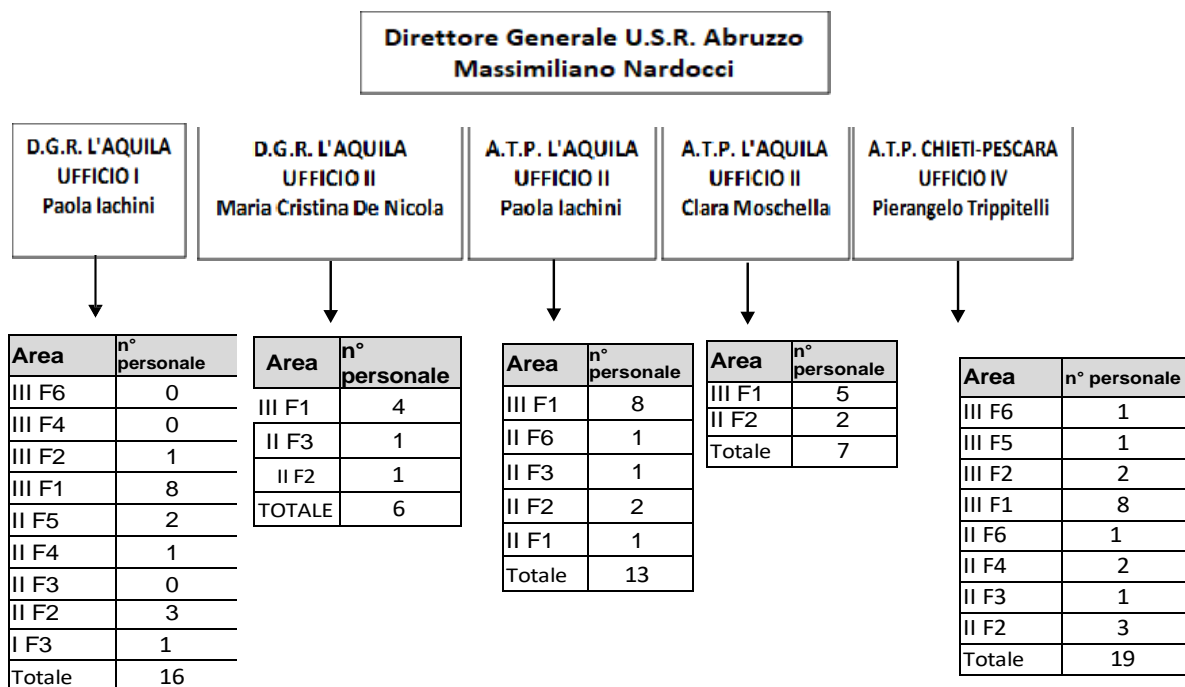 Direttore Generale U.S.R. Abruzzo
Massimiliano Nardocci
D.G.R. L'AQUILA
UFFICIO I
Paola Iachini
D.G.R. L'AQUILA
UFFICIO II
Maria Cristina De Nicola
A.T.P. L'AQUILA
UFFICIO II
Paola Iachini
A.T.P. L'AQUILA
UFFICIO II
Clara Moschella
A.T.P. CHIETI-PESCARA
UFFICIO IV
Pierangelo Trippitelli
Area n° personale
III F6 0
III F4 0
III F2 1
III F1 8
II F5 2
II F4 1
II F3 0
II F2 3
I F3 1
Totale 16
Area n° personale
III F1 4
II F3 1
II F2 1
TOTALE 6
Area n° personale
III F1 8
II F6 1
II F3 1
II F2 2
II F1 1
Totale 13
Area n° personale
III F1 5
II F2 2
Totale 7
Area n° personale
III F6 1
III F5 1
III F2 2
III F1 8
II F6 1
II F4 2
II F3 1
II F2 3
Totale 19